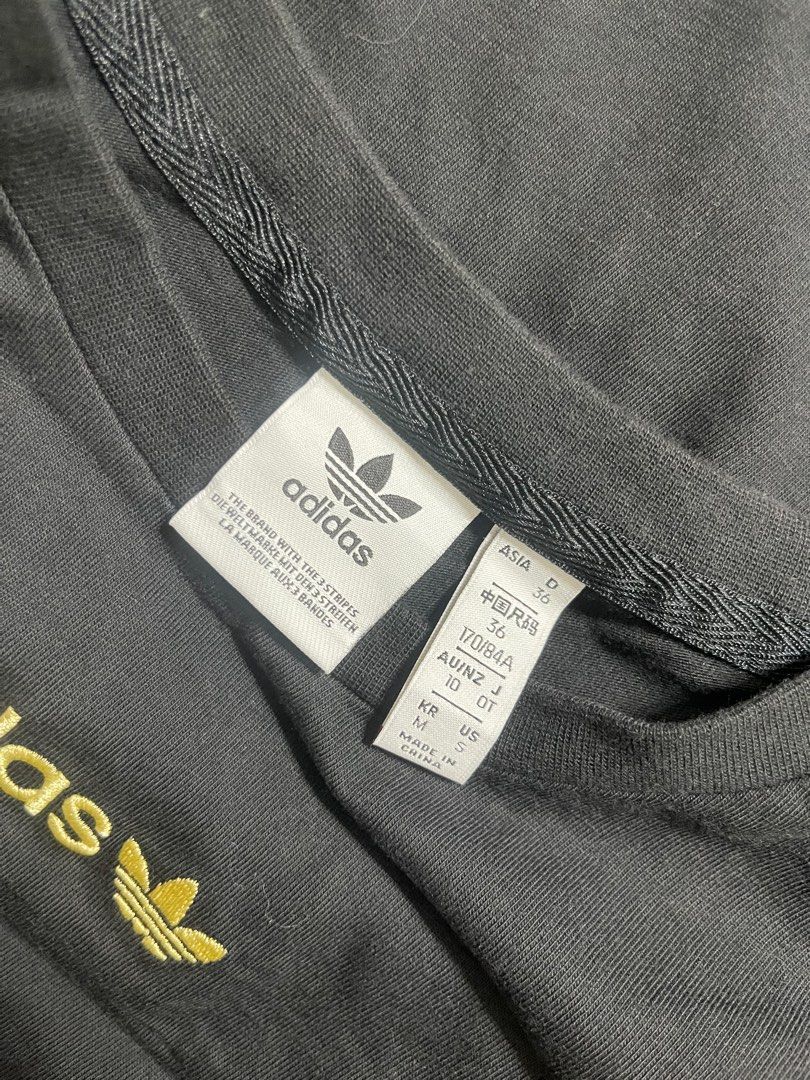 adidas
THE BRAND WITH THE 3 STRIPES
DIE WELTMARKE MIT DEN 3 STREIFEN
LA MARQUE AUX 3 BANDES
ASIA D
36
中国尺码
36
170/84A
AU/NZ J
10 OT
KR US
M S
MADE IN
CHINA
das